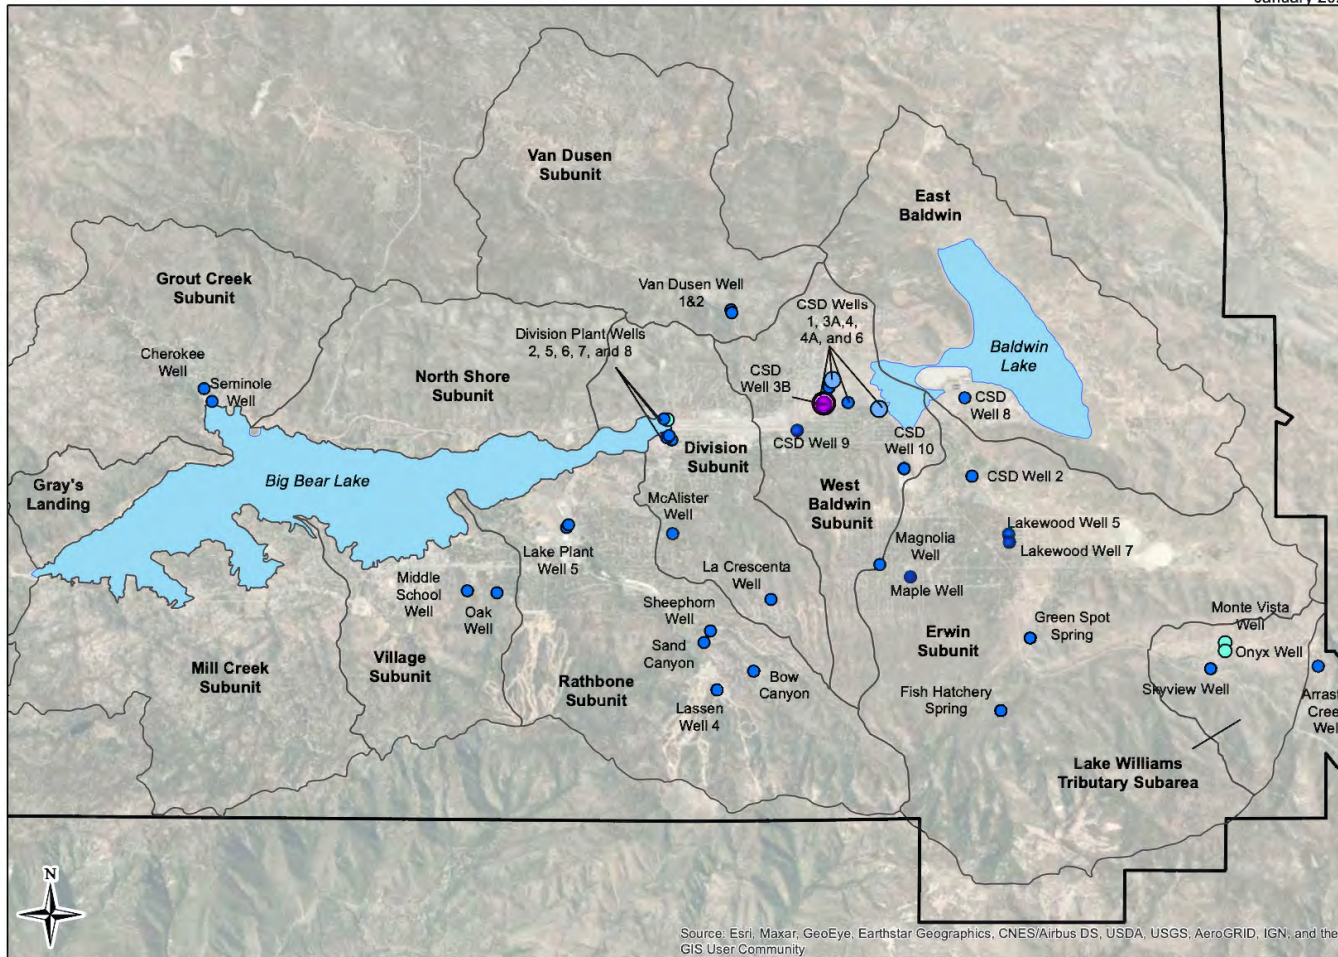 January 202
Van Dusen
Subunit
East
Baldwin
Grout Creek
Subunit
Van Dusen Well
1&2
CSD Wells
1, 3A,4,
4A, and 6
Division Plant Wells
2, 5, 6, 7, and 8
Baldwin
Lake
Cherokee
Well
Seminole
Well
North Shore
Subunit
CSD
Well 3B
CSD
Well 8
CSD Well 9
CSD
Well 10
Division
Subunit
Gray's
Landing
Big Bear Lake
CSD Well 2
West
Baldwin
Subunit
McAlister
Well
Lakewood Well 5
Lakewood Well 7
Lake Plant
Well 5
Magnolia
Well
La Crescenta
Well
Middle
School
Well
Maple Well
Oak
Well
Sheephorn
Well
Green Spot
Spring
Monte Vista
Well
Onyx Well
Erwin
Subunit
Sand
Canyon
Village
Subunit
Mill Creek
Subunit
Rathbone
Subunit
Bow
Canyon
Skyview Well
Arras
Cree
Wel
Fish Hatchery
Spring
Lassen
Well 4
Lake Williams
Tributary Subarea
N
Source: Esri, Maxar, GeoEye, Earthstar Geographics, CNES/Airbus DS, USDA, USGS, AeroGRID, IGN, and the
GIS User Community